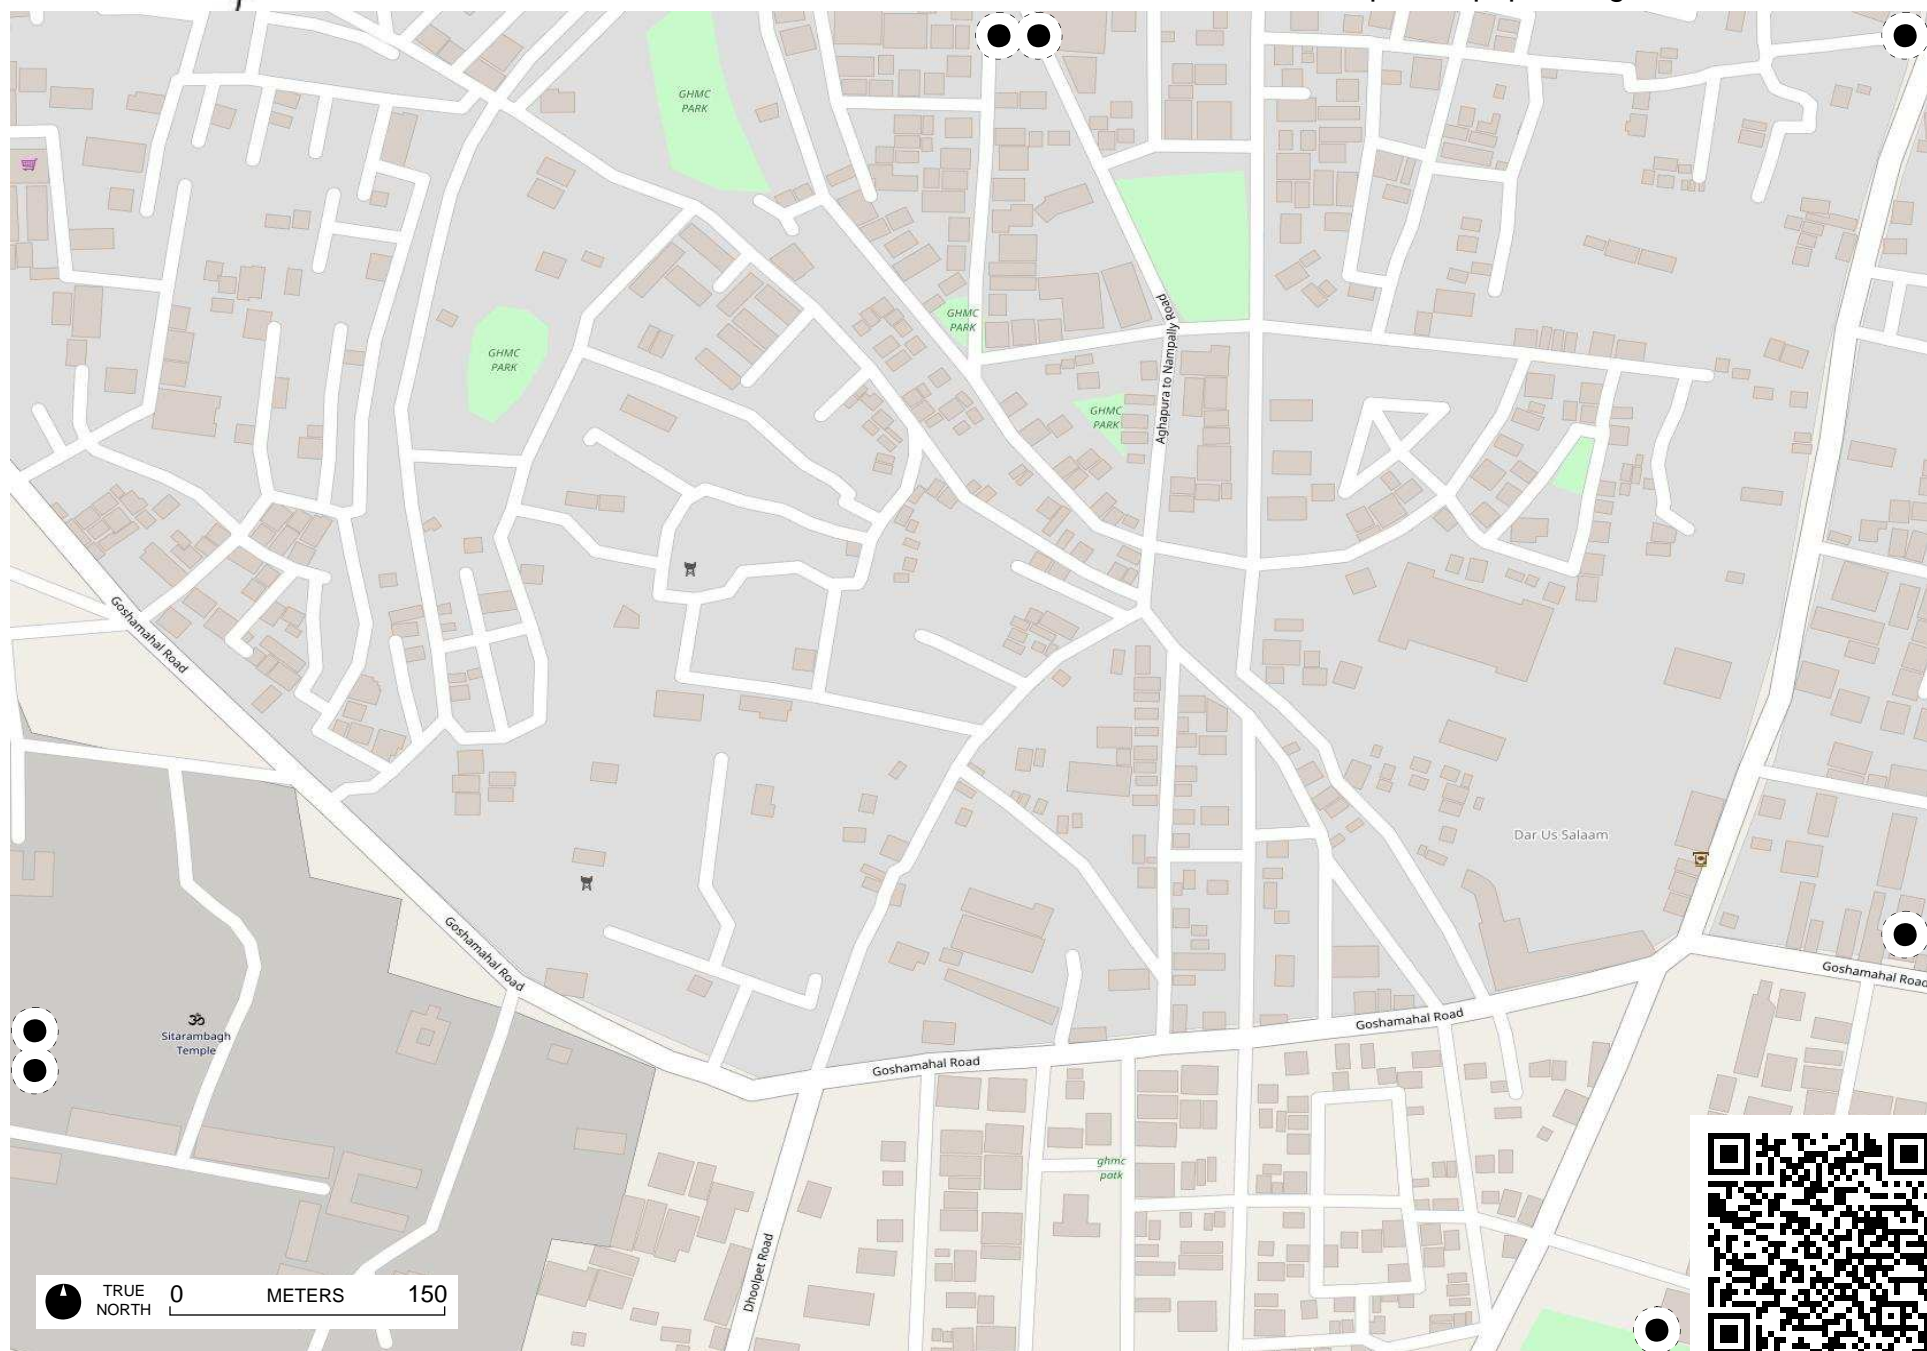 GHMC
PARK
GHMC
PARK
GHMC
PARK
GHMC
PARK
Aghapura to Nampally Road
Goshamahal Road
Dar Us Salaam
Goshamahal Road
Goshamahal Road
Goshamahal Road
Goshamahal Road
ॐ
Sitarambagh
Temple
ghmc
patk
Dhoolpet Road
TRUE
NORTH
0 METERS 150